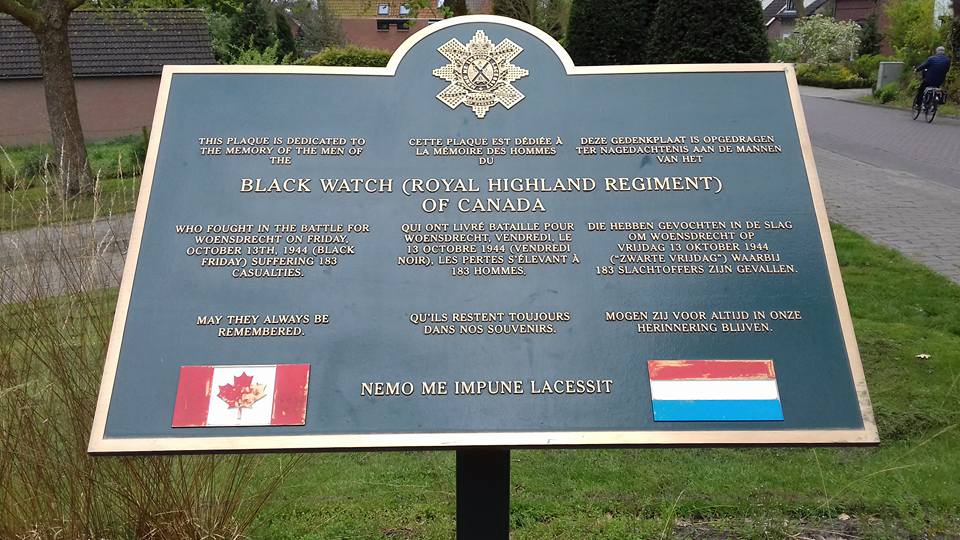 THIS PLAQUE IS DEDICATED TO
THE MEMORY OF THE MEN OF
THE
CETTE PLAQUE EST DÉDIÉE À
LA MÉMOIRE DES HOMMES
DU
DEZE GEDENKPLAAT IS OPGEDRAGEN
TER NAGEDACHTENIS AAN DE MANNEN
VAN HET
BLACK WATCH (ROYAL HIGHLAND REGIMENT)
OF CANADA
WHO FOUGHT IN THE BATTLE FOR
WOENSDRECHT ON FRIDAY,
OCTOBER 13TH, 1944 (BLACK
FRIDAY) SUFFERING 183
CASUALTIES.
QUI ONT LIVRÉ BATAILLE POUR
WOENSDRECHT, VENDREDI, LE
13 OCTOBRE 1944 (VENDREDI
NOIR), LES PERTES S'ÉLEVANT À
183 HOMMES.
DIE HEBBEN GEVOCHTEN IN DE SLAG
OM WOENSDRECHT OP
VRIJDAG 13 OKTOBER 1944
("ZWARTE VRIJDAG") WAARBIJ
183 SLACHTOFFERS ZIJN GEVALLEN.
MAY THEY ALWAYS BE
REMEMBERED.
QU'ILS RESTENT TOUJOURS
DANS NOS SOUVENIRS.
MOGEN ZIJ VOOR ALTIJD IN ONZE
HERINNERING BLIJVEN.
NEMO ME IMPUNE LACESSIT